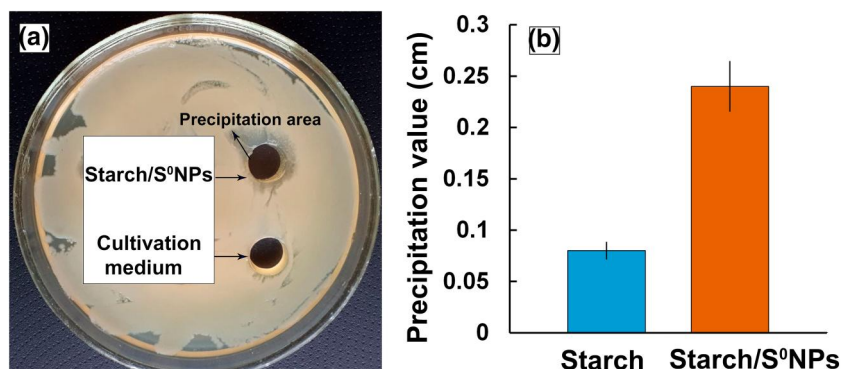 (a)
Precipitation area
Starch/S⁰NPs
Cultivation
medium
(b)
Precipitation value (cm)
0.3
0.25
0.2
0.15
0.1
0.05
0
Starch
Starch/S⁰NPs